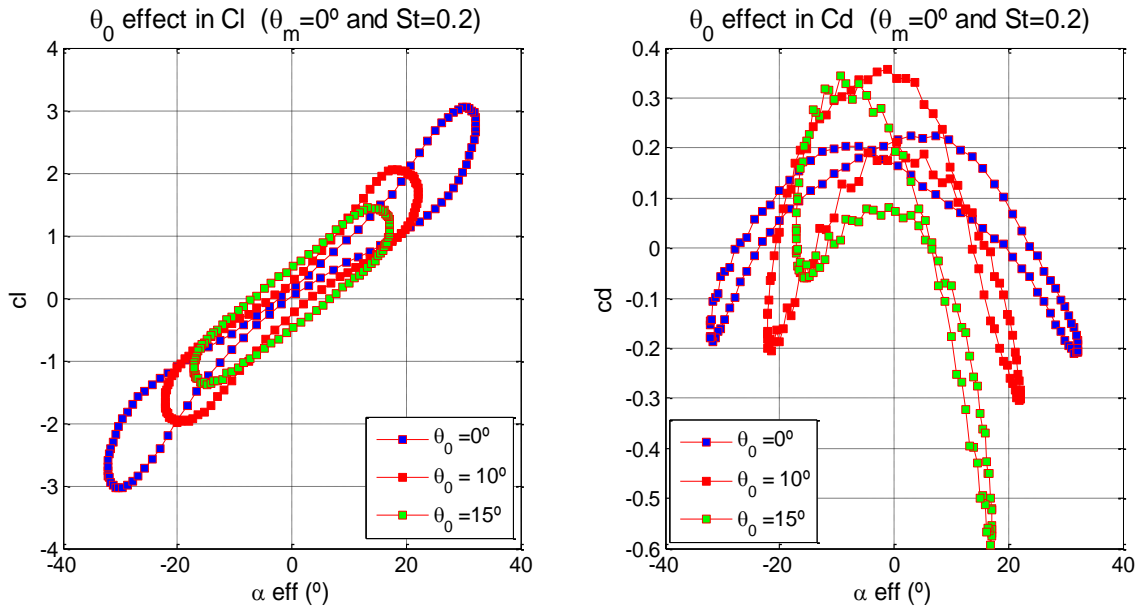 θ₀ effect in Cl (θₘ=0º and St=0.2)
4
3
2
1
0
-1
-2
-3
-4
cl
-40
-20
0
20
40
α eff (º)
θ₀ =0º
θ₀ = 10º
θ₀ =15º
θ₀ effect in Cd (θₘ=0º and St=0.2)
0.4
0.3
0.2
0.1
0
-0.1
-0.2
-0.3
-0.4
-0.5
-0.6
cd
-40
-20
0
20
40
α eff (º)
θ₀ =0º
θ₀ = 10º
θ₀ =15º